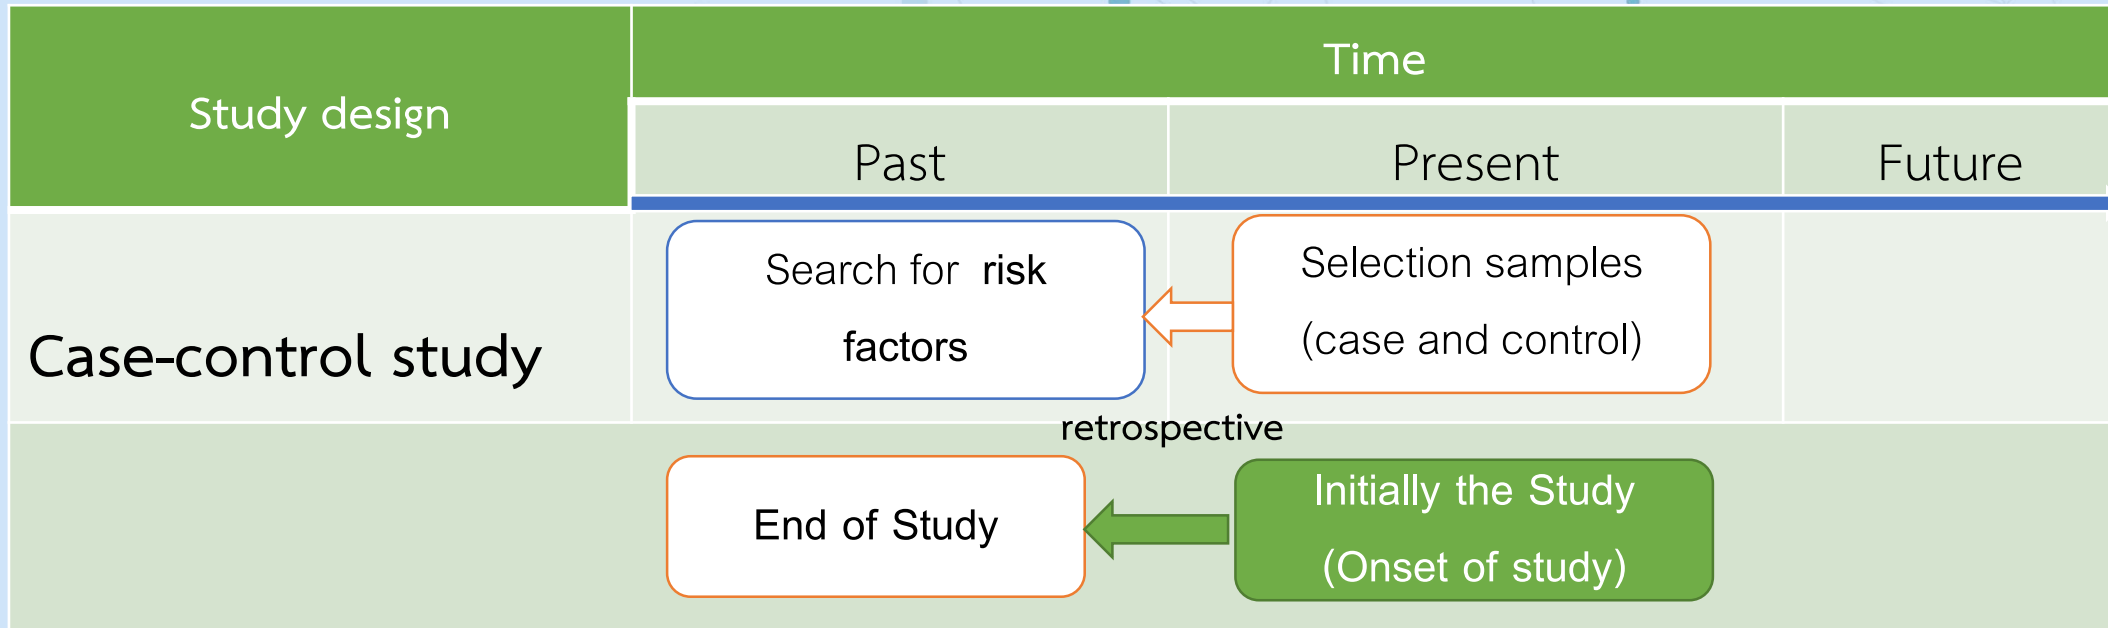 Study design
Time
Past
Present
Future
Case-control study
Search for risk
factors
Selection samples
(case and control)
retrospective
End of Study
Initially the Study
(Onset of study)